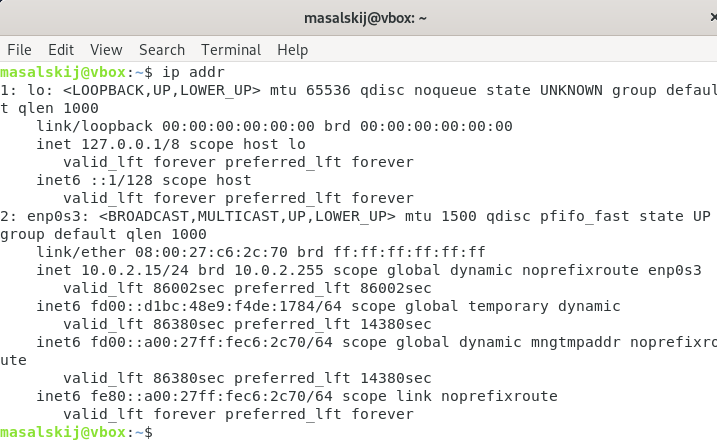 masalskij@vbox: ~
File Edit View Search Terminal Help
masalskij@vbox:~$ ip addr
1: lo: <LOOPBACK,UP,LOWER_UP> mtu 65536 qdisc noqueue state UNKNOWN group defaul
t qlen 1000
    link/loopback 00:00:00:00:00:00 brd 00:00:00:00:00:00
    inet 127.0.0.1/8 scope host lo
       valid_lft forever preferred_lft forever
    inet6 ::1/128 scope host
       valid_lft forever preferred_lft forever
2: enp0s3: <BROADCAST,MULTICAST,UP,LOWER_UP> mtu 1500 qdisc pfifo_fast state UP
group default qlen 1000
    link/ether 08:00:27:c6:2c:70 brd ff:ff:ff:ff:ff:ff
    inet 10.0.2.15/24 brd 10.0.2.255 scope global dynamic noprefixroute enp0s3
       valid_lft 86002sec preferred_lft 86002sec
    inet6 fd00::d1bc:48e9:f4de:1784/64 scope global temporary dynamic
       valid_lft 86380sec preferred_lft 14380sec
    inet6 fd00::a00:27ff:fec6:2c70/64 scope global dynamic mngtmpaddr noprefixro
ute
       valid_lft 86380sec preferred_lft 14380sec
    inet6 fe80::a00:27ff:fec6:2c70/64 scope link noprefixroute
       valid_lft forever preferred_lft forever
masalskij@vbox:~$